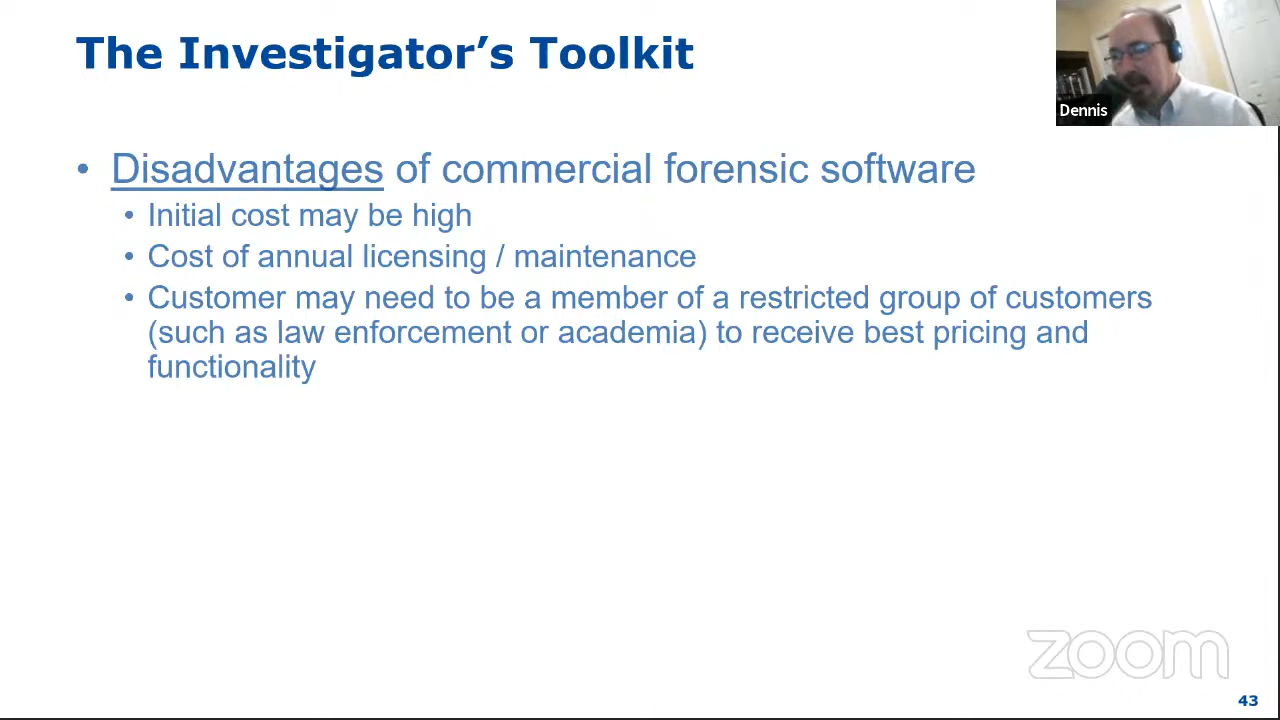 The Investigator’s Toolkit
Dennis
• Disadvantages of commercial forensic software
• Initial cost may be high
• Cost of annual licensing / maintenance
• Customer may need to be a member of a restricted group of customers
(such as law enforcement or academia) to receive best pricing and
functionality
zoom
43